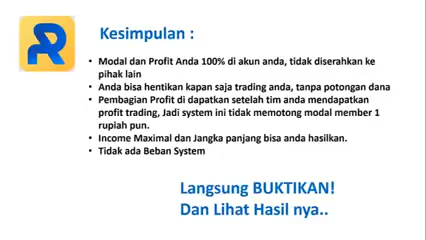 Kesimpulan :
• Modal dan Profit Anda 100% di akun anda, tidak diserahkan ke
pihak lain
• Anda bisa hentikan kapan saja trading anda, tanpa potongan dana
• Pembagian Profit di dapatkan setelah tim anda mendapatkan
profit trading, Jadi system ini tidak memotong modal member 1
rupiah pun.
• Income Maximal dan Jangka panjang bisa anda hasilkan.
• Tidak ada Beban System
Langsung BUKTIKAN!
Dan Lihat Hasil nya..